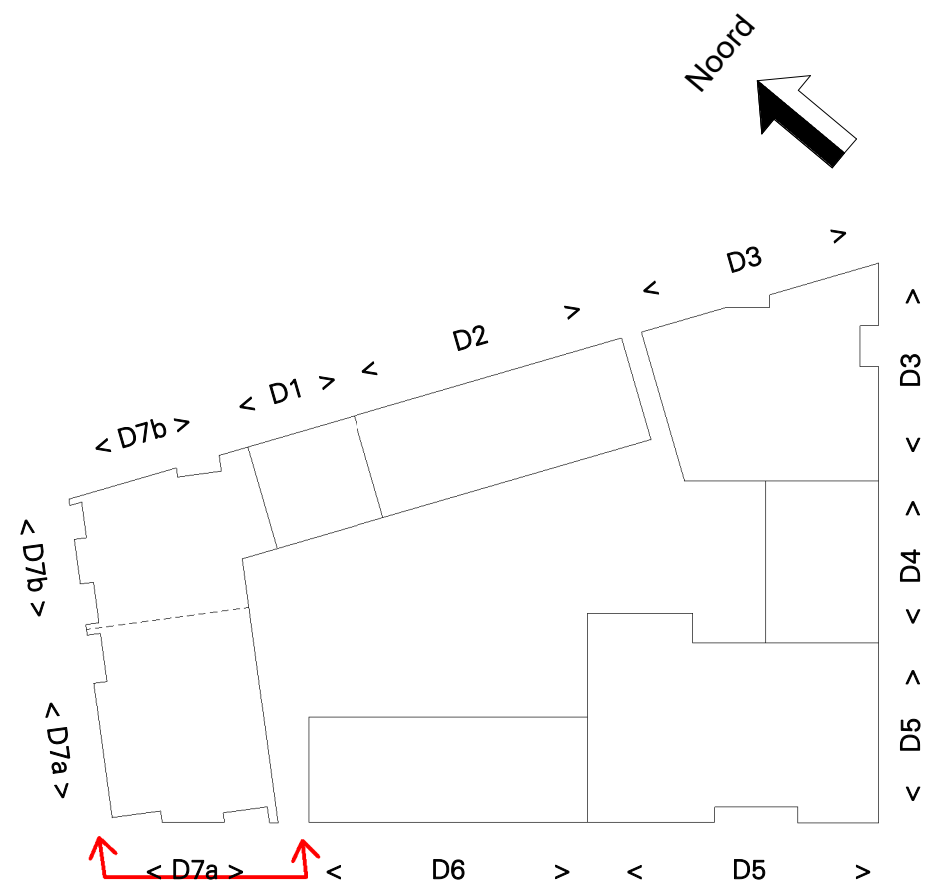 Noord
< D3 >
< D2 >
< D1 >
< D7b >
< D3 >
< D7b >
< D4 >
< D7a >
< D5 >
< D7a >
< D6 >
< D5 >